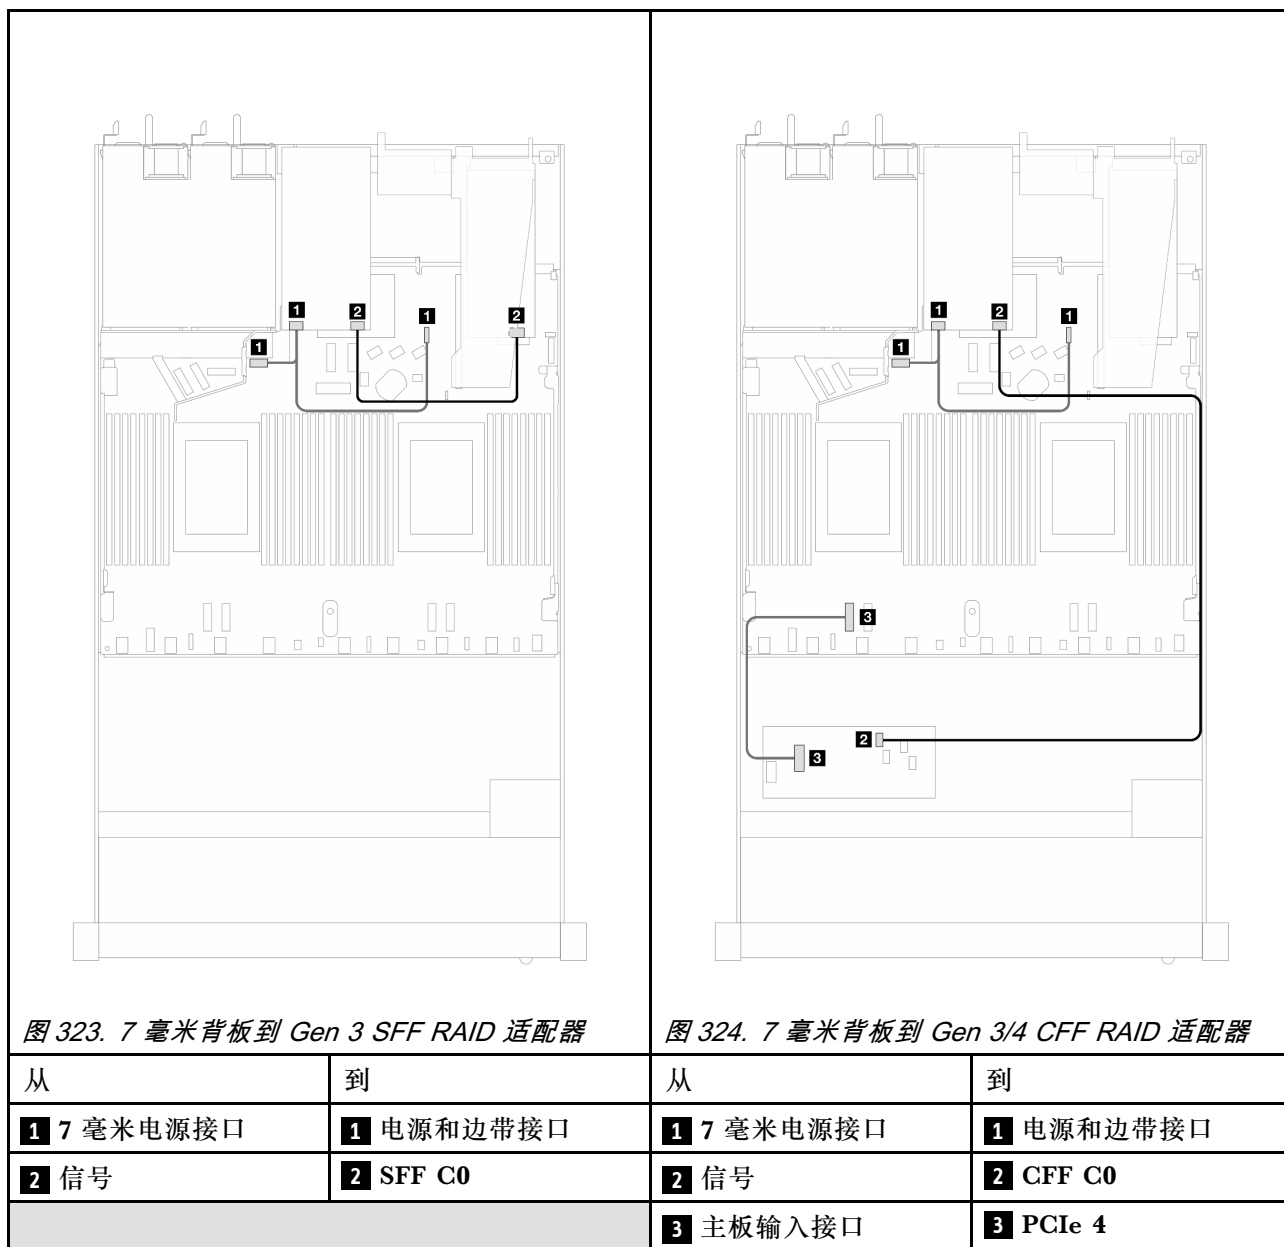 1
2
1
2
1
图 323. 7 毫米背板到 Gen 3 SFF RAID 适配器
从 到
1 7 毫米电源接口 1 电源和边带接口
2 信号 2 SFF C0
1
2
1
1
3
2
3
图 324. 7 毫米背板到 Gen 3/4 CFF RAID 适配器
从 到
1 7 毫米电源接口 1 电源和边带接口
2 信号 2 CFF C0
3 主板输入接口 3 PCIe 4